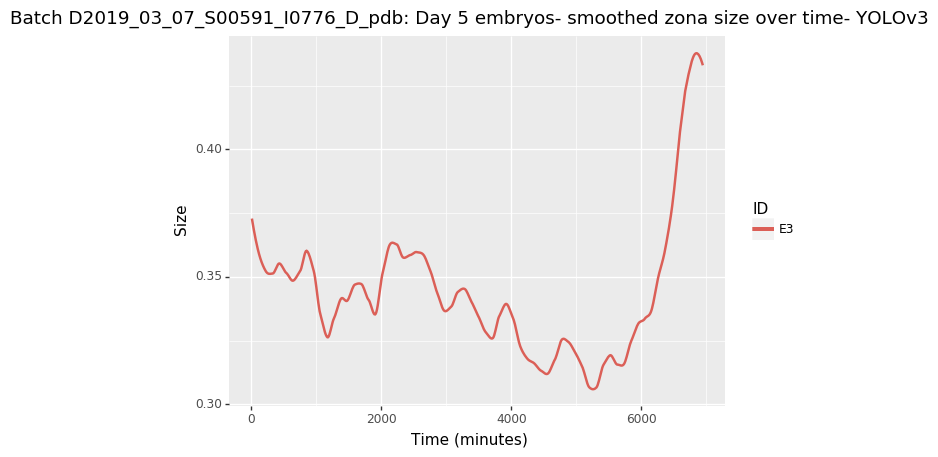 Batch D2019_03_07_S00591_I0776_D_pdb: Day 5 embryos- smoothed zona size over time- YOLOv3
0.40
0.35
0.30
Size
0 2000 4000 6000
Time (minutes)
ID
E3